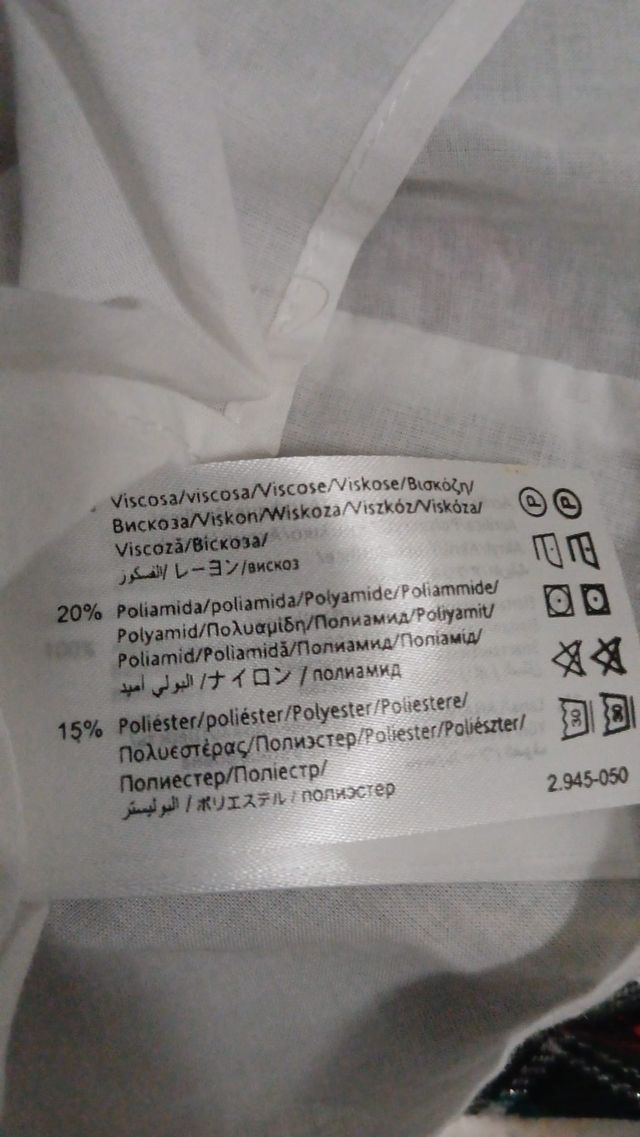 Viscosa/viscosa/Viscose/Viskose/Βισκόζη/
Вискоза/Viskon/Wiskoza/Viszkóz/Viskóza/
Viscoză/Віскоза/
الفسكوز/ レーヨン/вискоз
20% Poliamida/poliamida/Polyamide/Poliammide/
Polyamid/Πολυαμίδη/Полиамид/Poliyamit/
Poliamid/Poliamidă/Полиамид/Поліамід/
البولي أميد /ナイロン / полиамид
15% Poliéster/poliéster/Polyester/Poliestere/
Πολυεστέρας/Полиэстер/Poliester/Poliészter/
Полиестер/Поліестр/
البوليستر / ポリエステル / полиэстер
P P
2.945-050